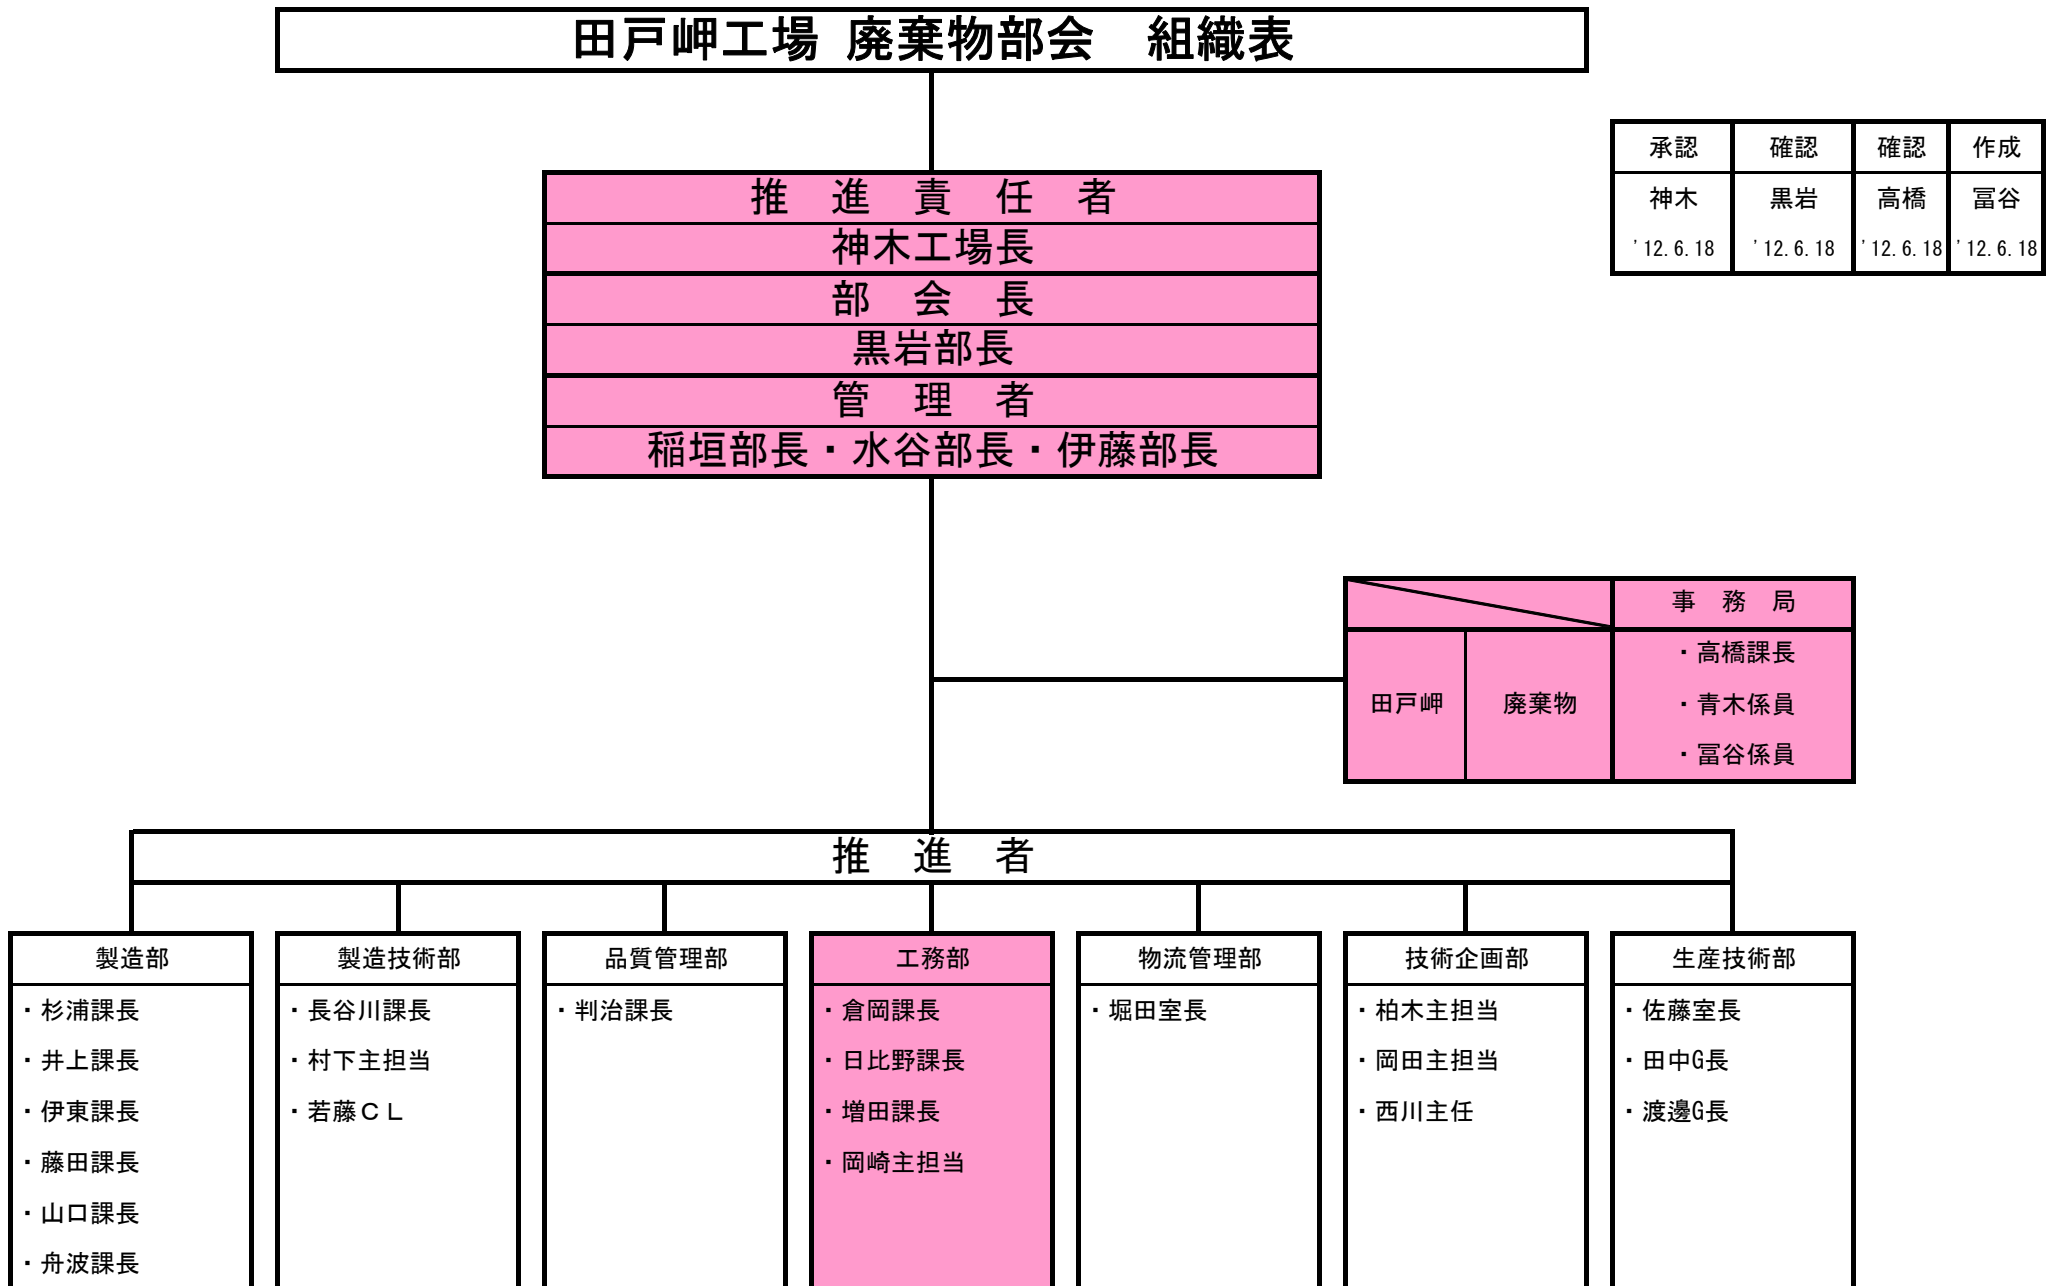 田戸岬工場 廃棄物部会　組織表
承認 確認 確認 作成
神木 黒岩 高橋 冨谷
'12.6.18 '12.6.18 '12.6.18 '12.6.18
推　進　責　任　者
神木工場長
部　会　長
黒岩部長
管　理　者
稲垣部長・水谷部長・伊藤部長
事　務　局
田戸岬 廃棄物
・高橋課長
・青木係員
・冨谷係員
推　進　者
製造部
・杉浦課長
・井上課長
・伊東課長
・藤田課長
・山口課長
・舟波課長
製造技術部
・長谷川課長
・村下主担当
・若藤ＣＬ
品質管理部
・判治課長
工務部
・倉岡課長
・日比野課長
・増田課長
・岡崎主担当
物流管理部
・堀田室長
技術企画部
・柏木主担当
・岡田主担当
・西川主任
生産技術部
・佐藤室長
・田中G長
・渡邊G長